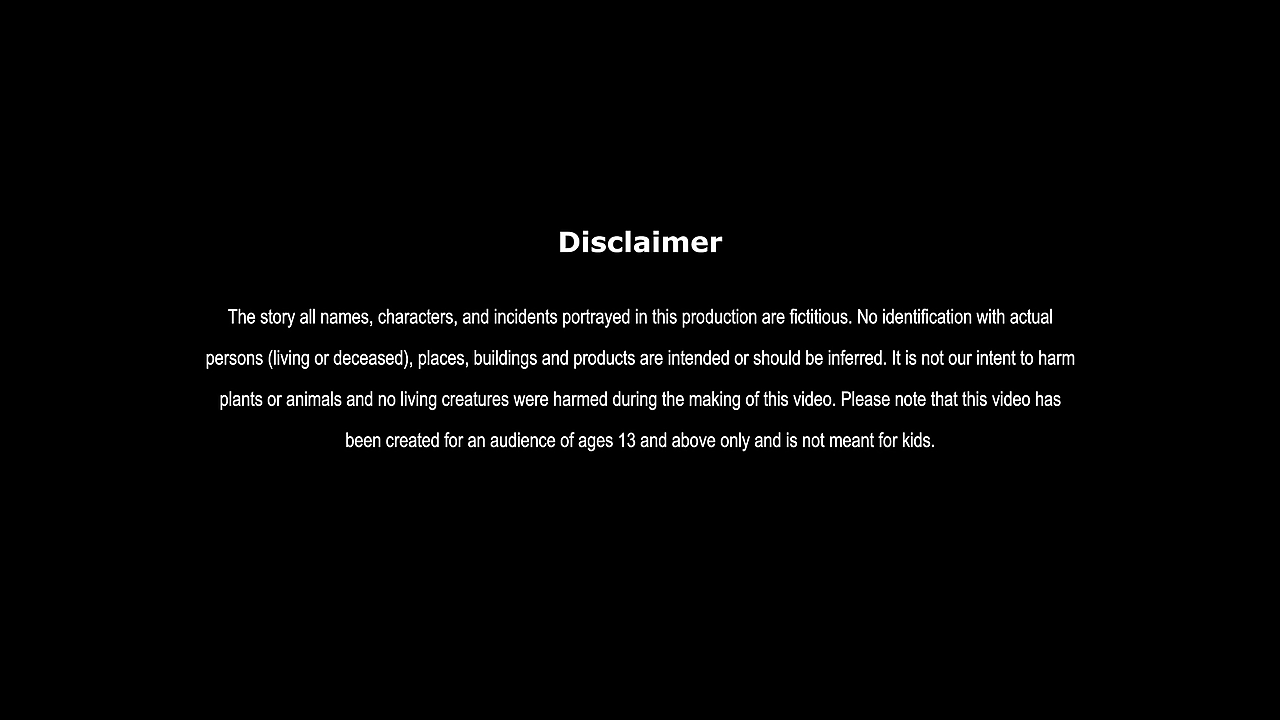 Disclaimer
The story all names, characters, and incidents portrayed in this production are fictitious. No identification with actual
persons (living or deceased), places, buildings and products are intended or should be inferred. It is not our intent to harm
plants or animals and no living creatures were harmed during the making of this video. Please note that this video has
been created for an audience of ages 13 and above only and is not meant for kids.